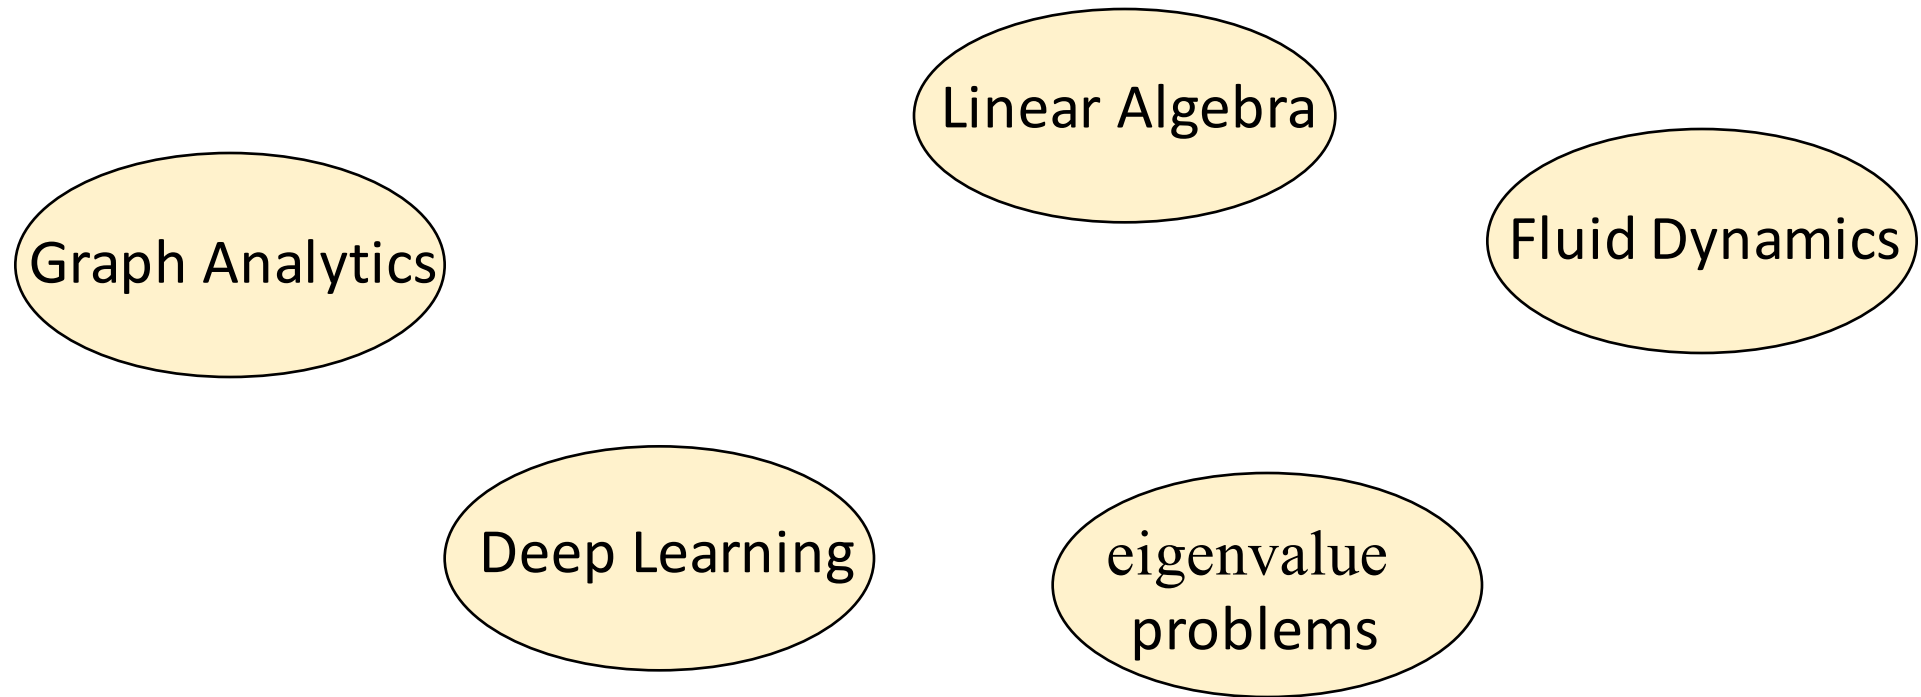 Linear Algebra
Graph Analytics
Fluid Dynamics
Deep Learning
eigenvalue
problems